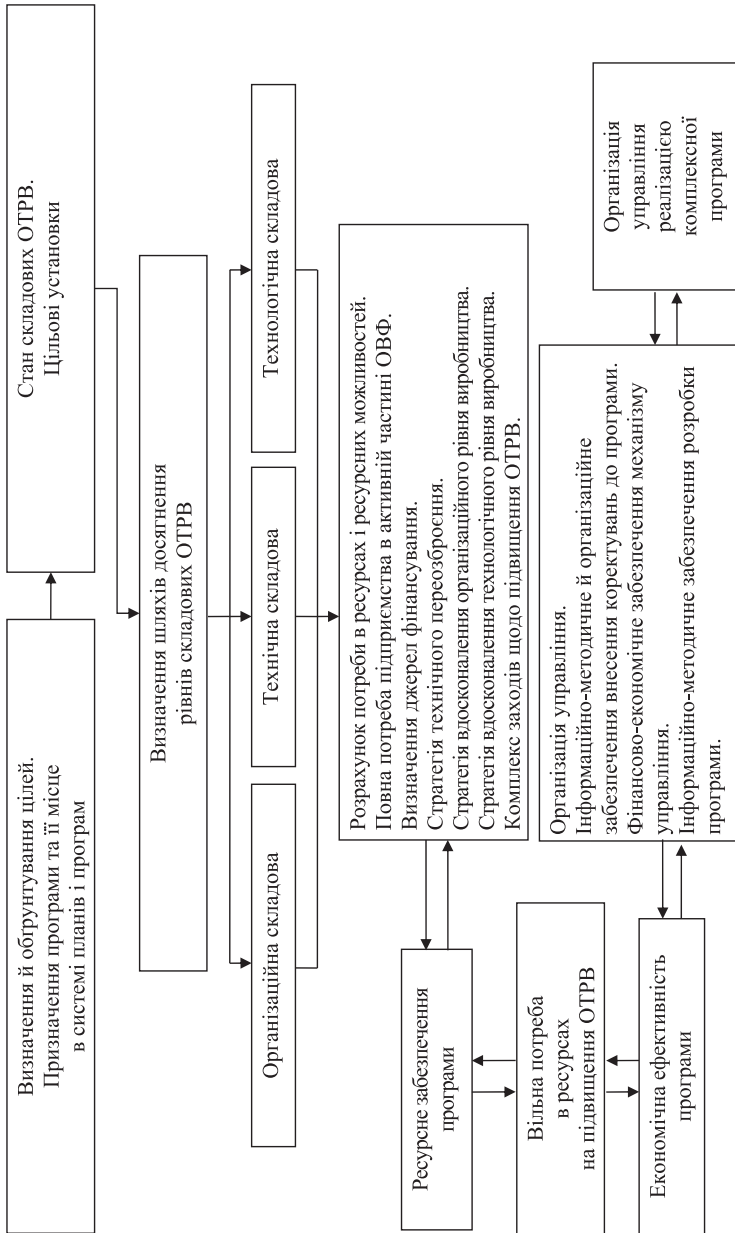 Визначення й обґрунтування цілей.
Призначення програми та її місце
в системі планів і програм
Стан складових ОТРВ.
Цільові установки
Визначення шляхів досягнення
рівнів складових ОТРВ
Організаційна складова
Технічна складова
Технологічна складова
Розрахунок потреби в ресурсах і ресурсних можливостей.
Повна потреба підприємства в активній частині ОВФ.
Визначення джерел фінансування.
Стратегія технічного переозброєння.
Стратегія вдосконалення організаційного рівня виробництва.
Стратегія вдосконалення технологічного рівня виробництва.
Комплекс заходів щодо підвищення ОТРВ.
Ресурсне забезпечення
програми
Вільна потреба
в ресурсах
на підвищення ОТРВ
Економічна ефективність
програми
Організація управління.
Інформаційно-методичне й організаційне
забезпечення внесення коректувань до програми.
Фінансово-економічне забезпечення механізму
управління.
Інформаційно-методичне забезпечення розробки
програми.
Організація
управління
реалізацією
комплексної
програми